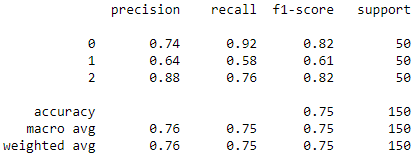 precision recall f1-score support
0 0.74 0.92 0.82 50
1 0.64 0.58 0.61 50
2 0.88 0.76 0.82 50
accuracy 0.75 150
macro avg 0.76 0.75 0.75 150
weighted avg 0.76 0.75 0.75 150